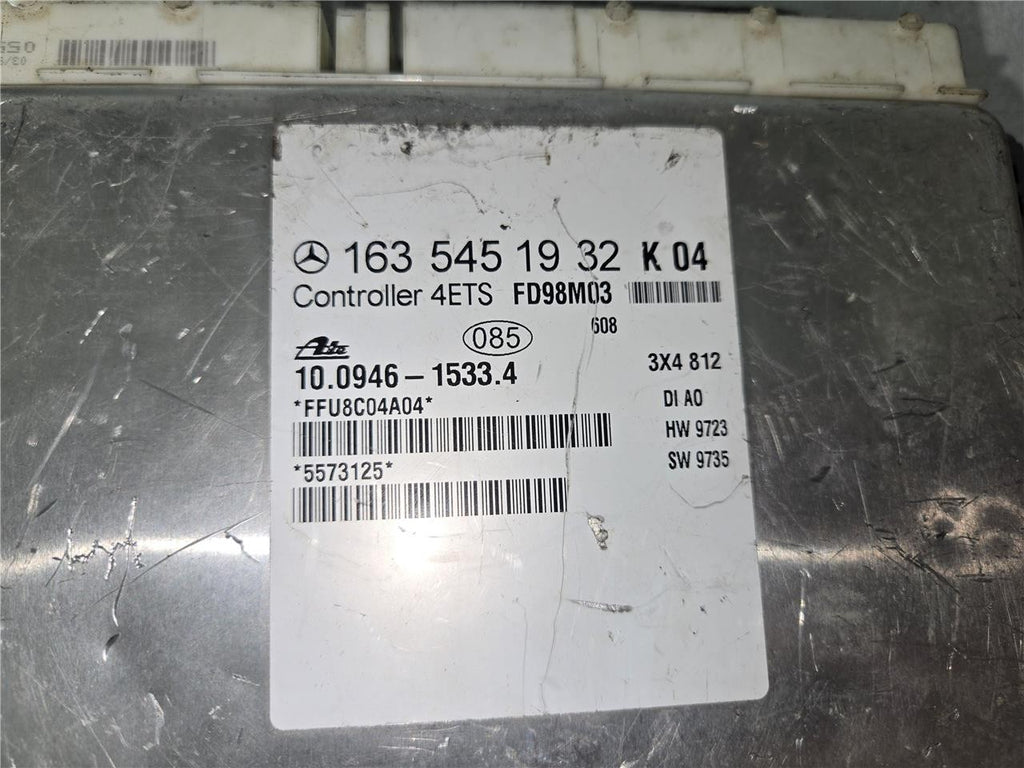 163 545 19 32 K 04
Controller 4ETS FD98M03
608
085
Ate
10.0946-1533.4
3X4 812
*FFU8C04A04*
DI AO
HW 9723
*5573125*
SW 9735